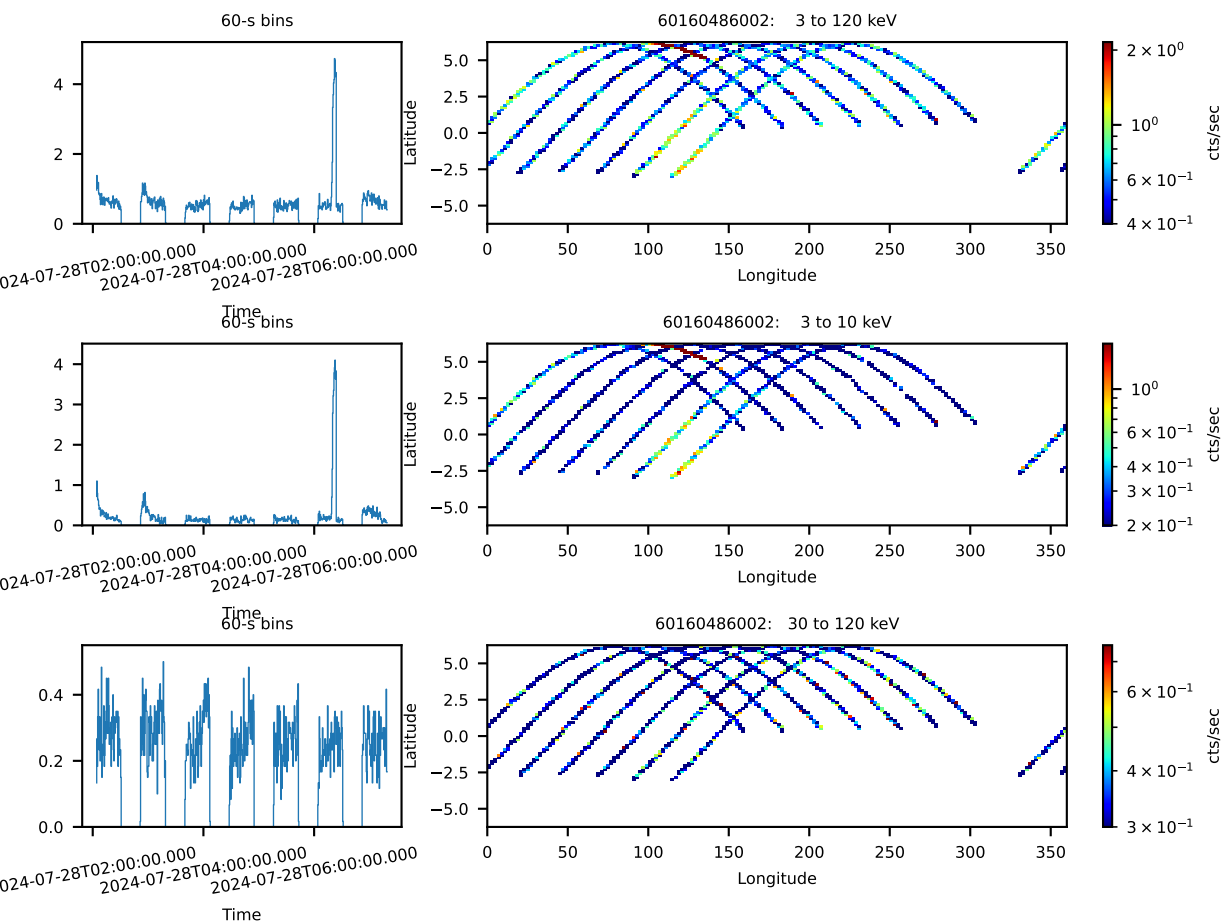 60-s bins
60160486002: 3 to 120 keV
4
2
0
024-07-28T02:00:00.000
2024-07-28T04:00:00.000
2024-07-28T06:00:00.000
Time
Latitude
5.0
2.5
0.0
−2.5
−5.0
0 50 100 150 200 250 300 350
Longitude
2 × 10⁰
10⁰
6 × 10⁻¹
4 × 10⁻¹
cts/sec
60-s bins
60160486002: 3 to 10 keV
4
3
2
1
0
024-07-28T02:00:00.000
2024-07-28T04:00:00.000
2024-07-28T06:00:00.000
Time
Latitude
5.0
2.5
0.0
−2.5
−5.0
0 50 100 150 200 250 300 350
Longitude
10⁰
6 × 10⁻¹
4 × 10⁻¹
3 × 10⁻¹
2 × 10⁻¹
cts/sec
60-s bins
60160486002: 30 to 120 keV
0.4
0.2
0.0
024-07-28T02:00:00.000
2024-07-28T04:00:00.000
2024-07-28T06:00:00.000
Time
Latitude
5.0
2.5
0.0
−2.5
−5.0
0 50 100 150 200 250 300 350
Longitude
6 × 10⁻¹
4 × 10⁻¹
3 × 10⁻¹
cts/sec